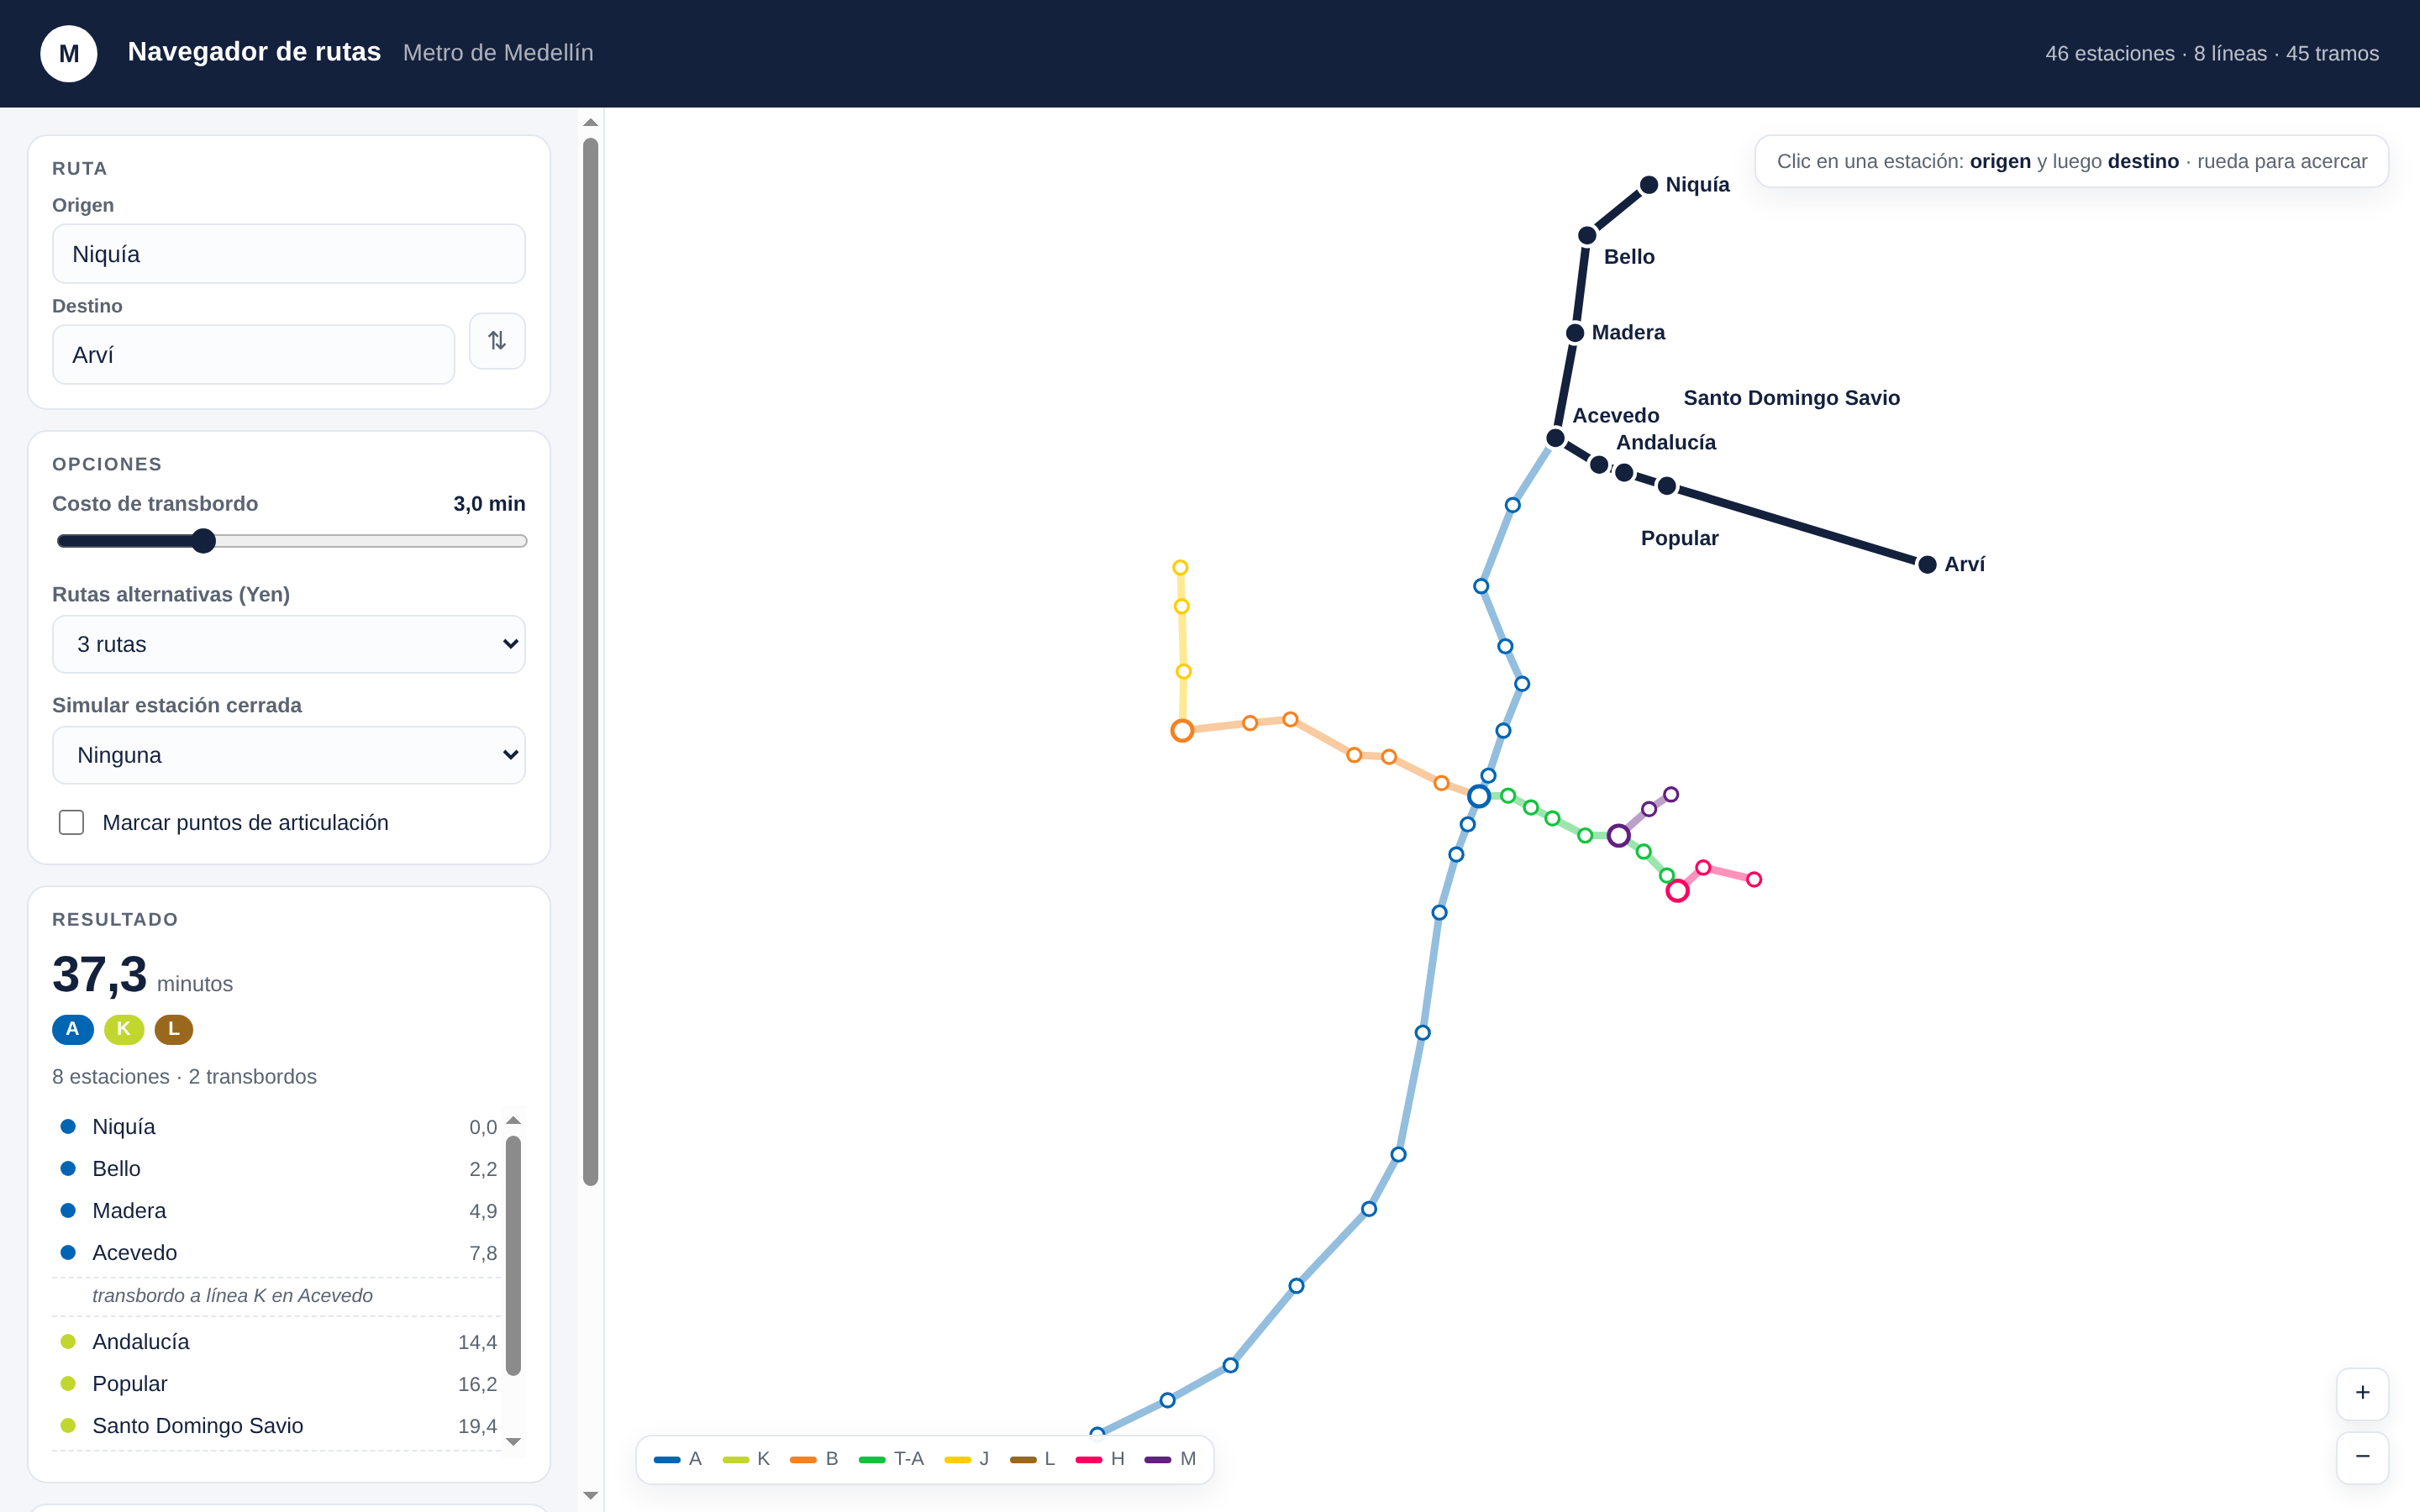 M
Navegador de rutas Metro de Medellín
46 estaciones · 8 líneas · 45 tramos
RUTA
Origen
Niquía
Destino
Arví
⇅
OPCIONES
Costo de transbordo 3,0 min
Rutas alternativas (Yen)
3 rutas
Simular estación cerrada
Ninguna
Marcar puntos de articulación
RESULTADO
37,3 minutos
A K L
8 estaciones · 2 transbordos
Niquía 0,0
Bello 2,2
Madera 4,9
Acevedo 7,8
transbordo a línea K en Acevedo
Andalucía 14,4
Popular 16,2
Santo Domingo Savio 19,4
Clic en una estación: origen y luego destino · rueda para acercar
Niquía
Bello
Madera
Santo Domingo Savio
Acevedo
Andalucía
Popular
Arví
A K B T-A J L H M
+
−